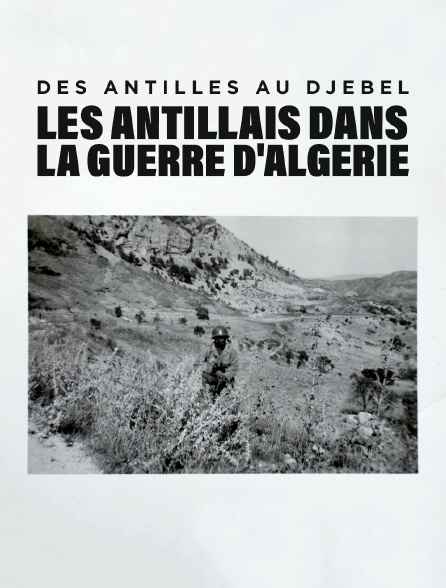 DES ANTILLES AU DJEBEL
LES ANTILLAIS DANS
LA GUERRE D'ALGERIE